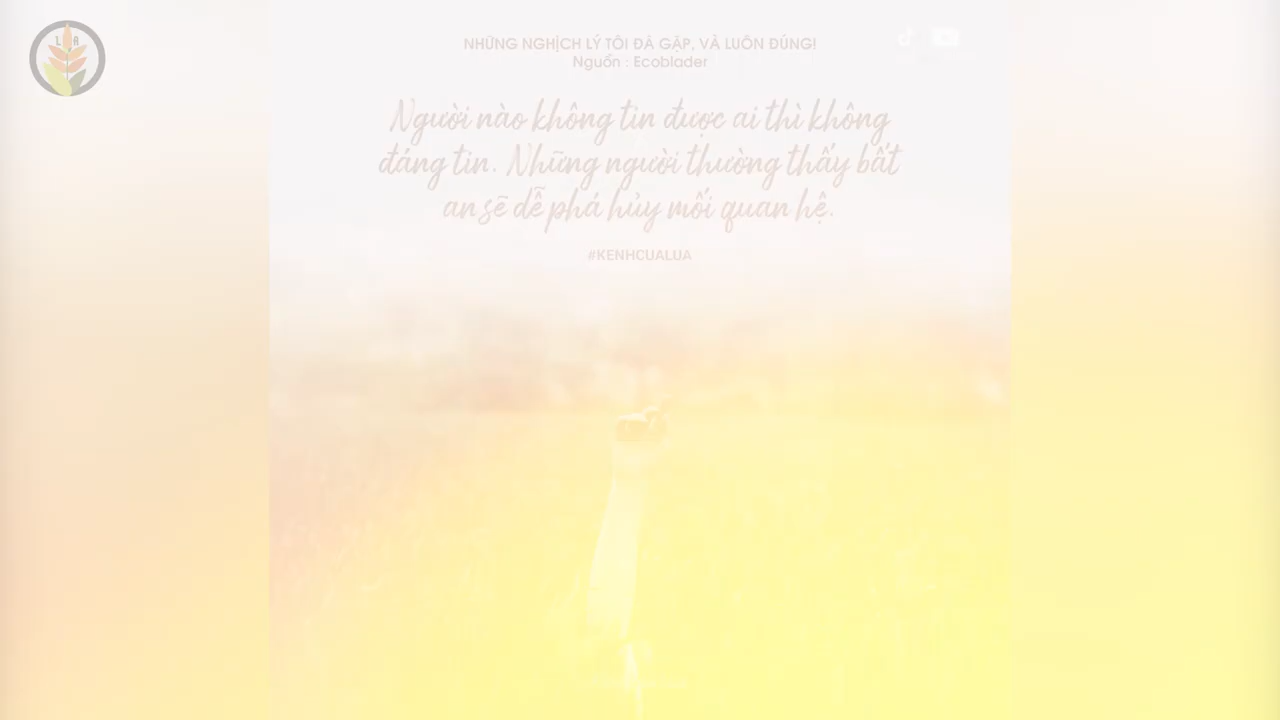 L A
NHỮNG NGHỊCH LÝ TÔI ĐÃ GẶP, VÀ LUÔN ĐÚNG!
Nguồn : Ecoblader
Người nào không tin được ai thì không
đáng tin. Những người thường thấy bất
an sẽ dễ phá hủy mối quan hệ.
#KENHCUALUA